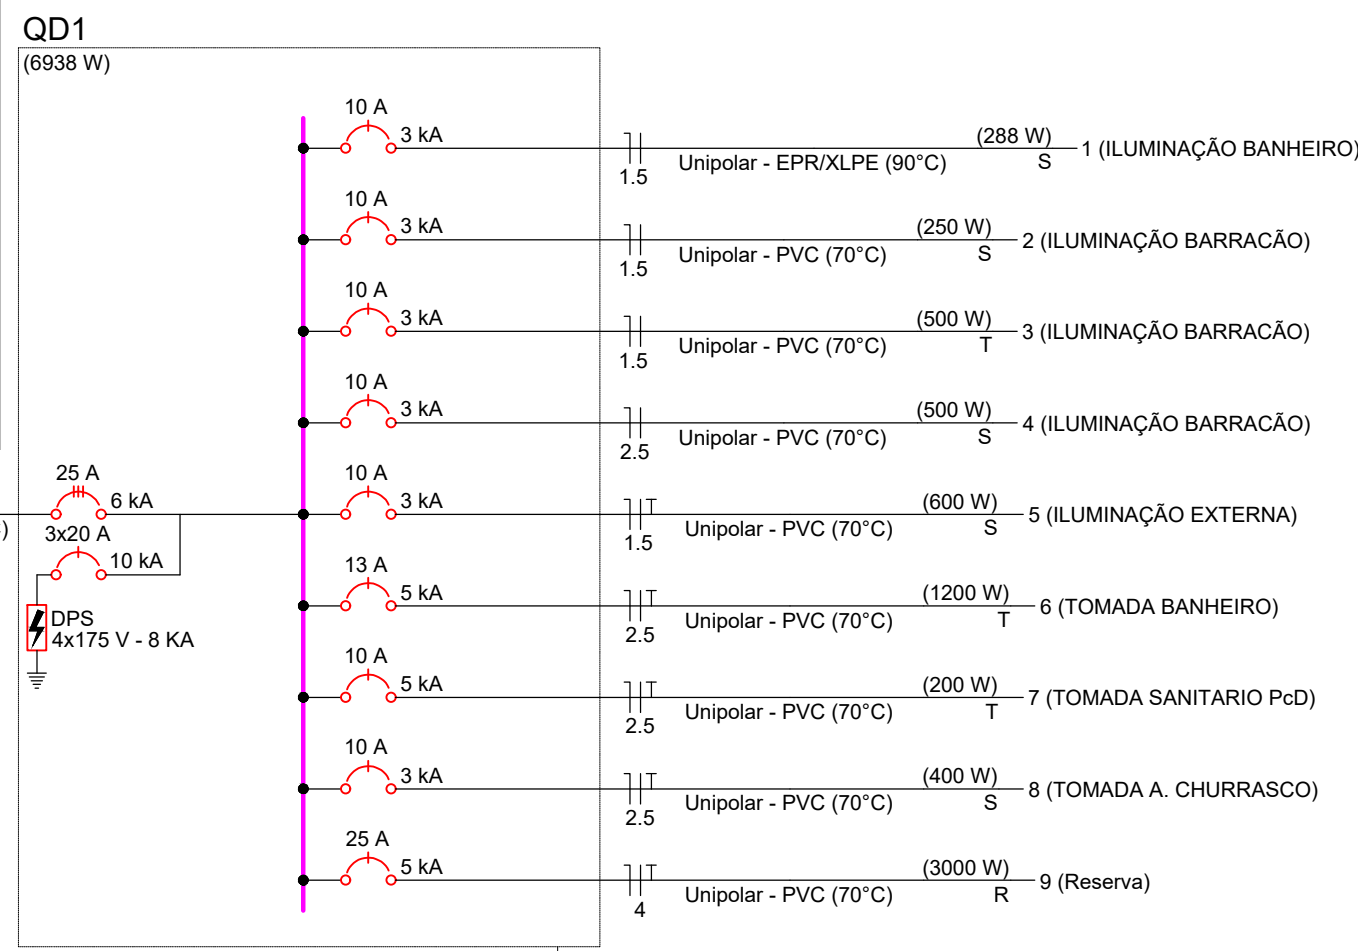 QD1
(6938 W)
10 A
3 kA
1.5
Unipolar - EPR/XLPE (90°C)
(288 W)
S
1 (ILUMINAÇÃO BANHEIRO)
10 A
3 kA
1.5
Unipolar - PVC (70°C)
(250 W)
S
2 (ILUMINAÇÃO BARRACÃO)
10 A
3 kA
1.5
Unipolar - PVC (70°C)
(500 W)
T
3 (ILUMINAÇÃO BARRACÃO)
10 A
3 kA
2.5
Unipolar - PVC (70°C)
(500 W)
S
4 (ILUMINAÇÃO BARRACÃO)
25 A
6 kA
)
3x20 A
10 kA
DPS
4x175 V - 8 KA
10 A
3 kA
T
1.5
Unipolar - PVC (70°C)
(600 W)
S
5 (ILUMINAÇÃO EXTERNA)
13 A
5 kA
T
2.5
Unipolar - PVC (70°C)
(1200 W)
T
6 (TOMADA BANHEIRO)
10 A
5 kA
T
2.5
Unipolar - PVC (70°C)
(200 W)
T
7 (TOMADA SANITARIO PcD)
10 A
3 kA
T
2.5
Unipolar - PVC (70°C)
(400 W)
S
8 (TOMADA A. CHURRASCO)
25 A
5 kA
T
4
Unipolar - PVC (70°C)
(3000 W)
R
9 (Reserva)